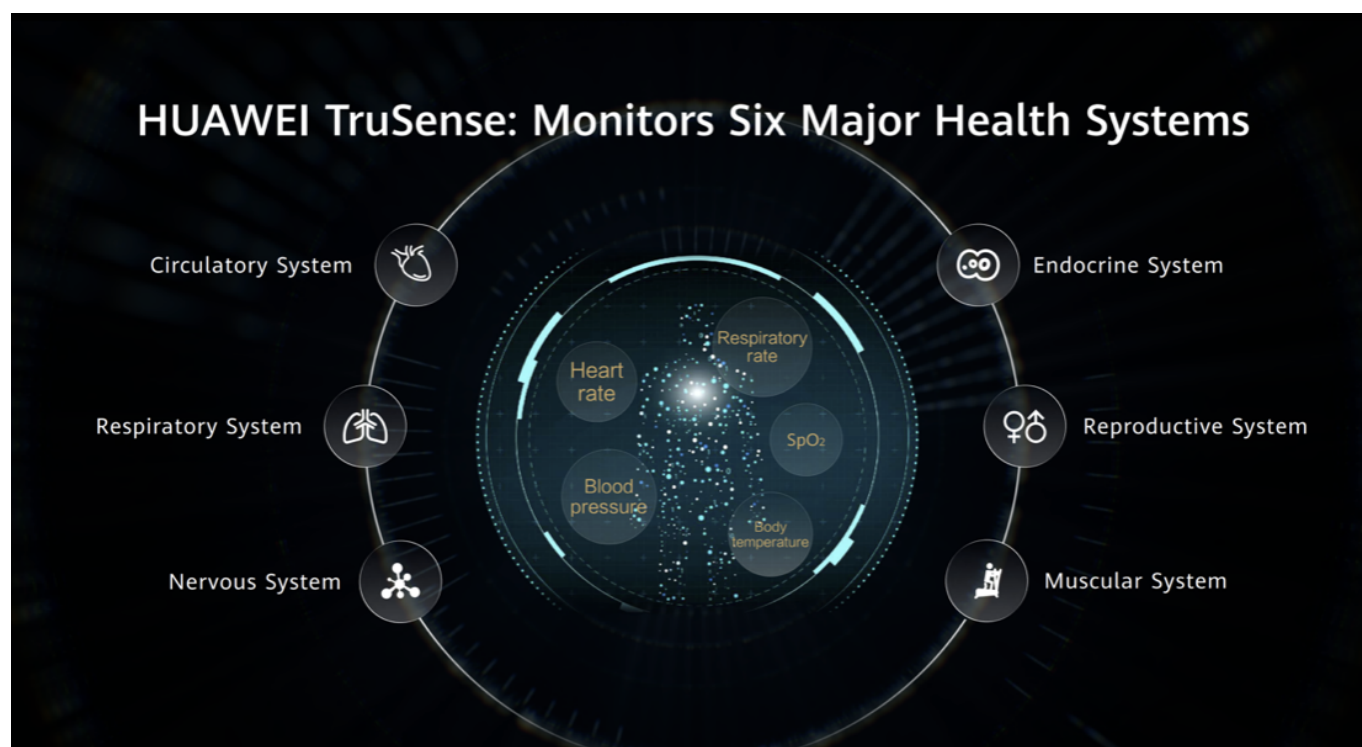 HUAWEI TruSense: Monitors Six Major Health Systems
Circulatory System
Endocrine System
Respiratory
rate
Heart
rate
Respiratory System
SpO₂
Reproductive System
Blood
pressure
Body
temperature
Nervous System
Muscular System